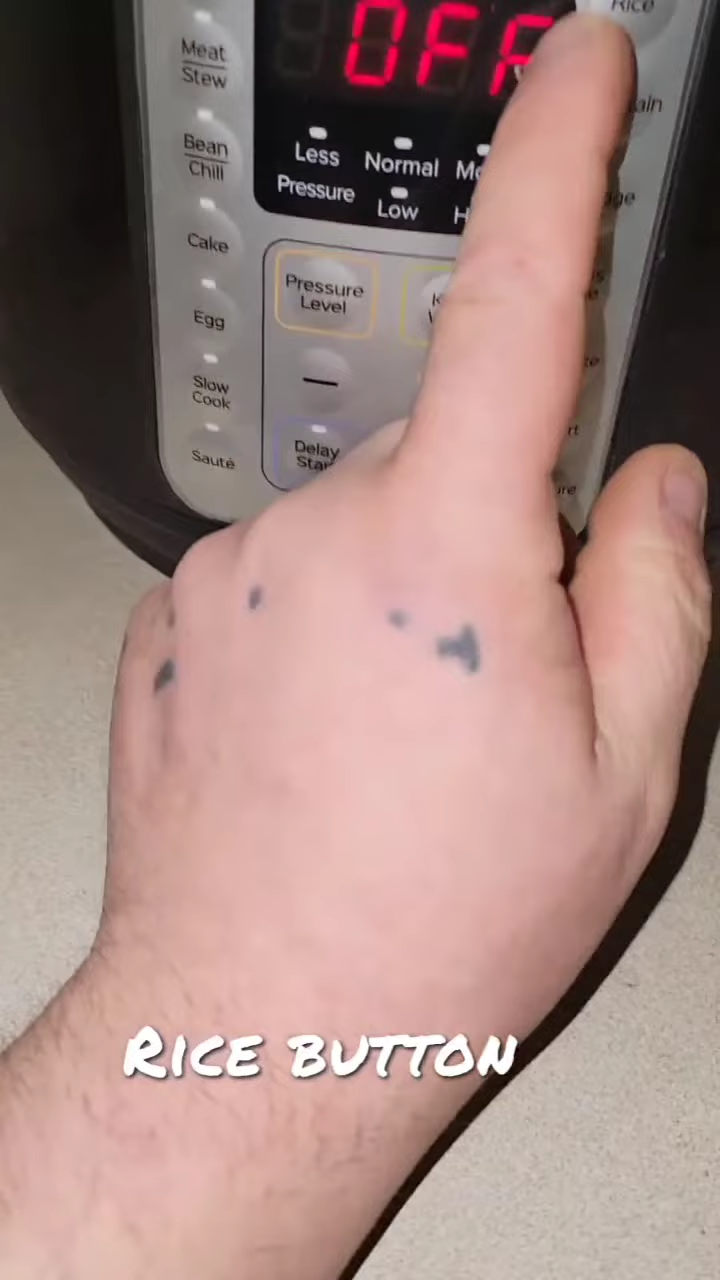 OFF
Rice
Meat
Stew
Bean
Chili
Less
Normal
Pressure
Low
Cake
Pressure
Level
Egg
—
Slow
Cook
Delay
Sauté
RICE BUTTON